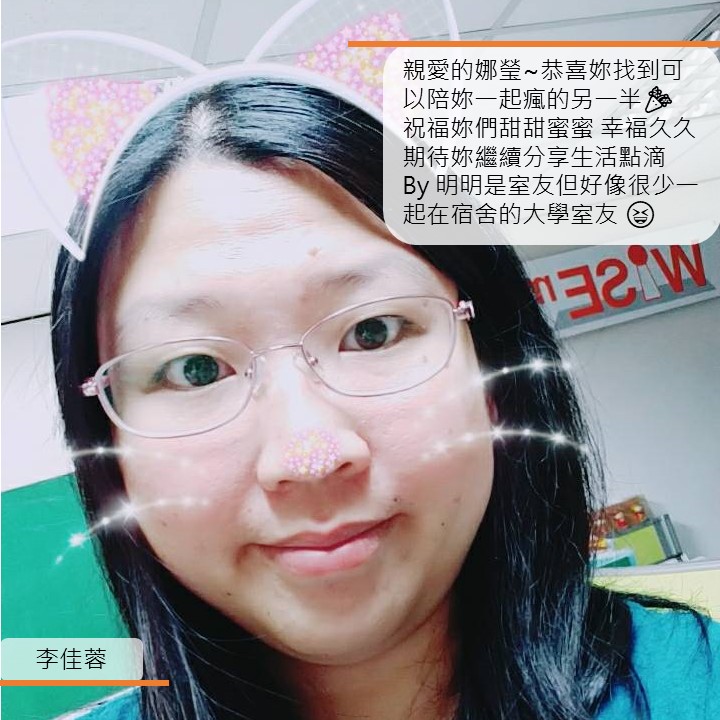 親愛的娜瑩~恭喜妳找到可
以陪妳一起瘋的另一半🎉
祝福妳們甜甜蜜蜜 幸福久久
期待妳繼續分享生活點滴
By 明明是室友但好像很少一
起在宿舍的大學室友 😆
WiSE m
李佳蓉